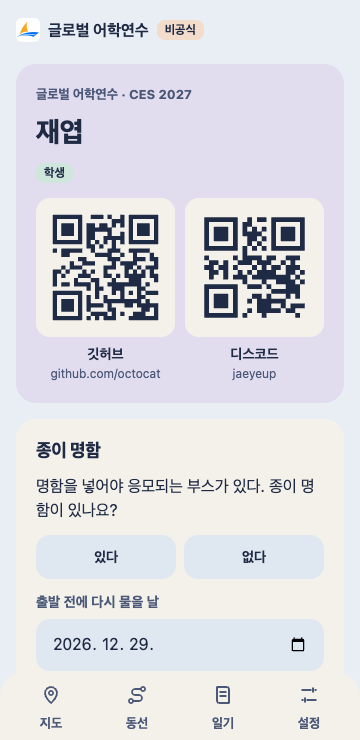 글로벌 어학연수 비공식
글로벌 어학연수 · CES 2027
재엽
학생
깃허브 디스코드
github.com/octocat jaeyeup
종이 명함
명함을 넣어야 응모되는 부스가 있다. 종이 명
함이 있나요?
있다 없다
출발 전에 다시 물을 날
2026. 12. 29.
지도 동선 일기 설정